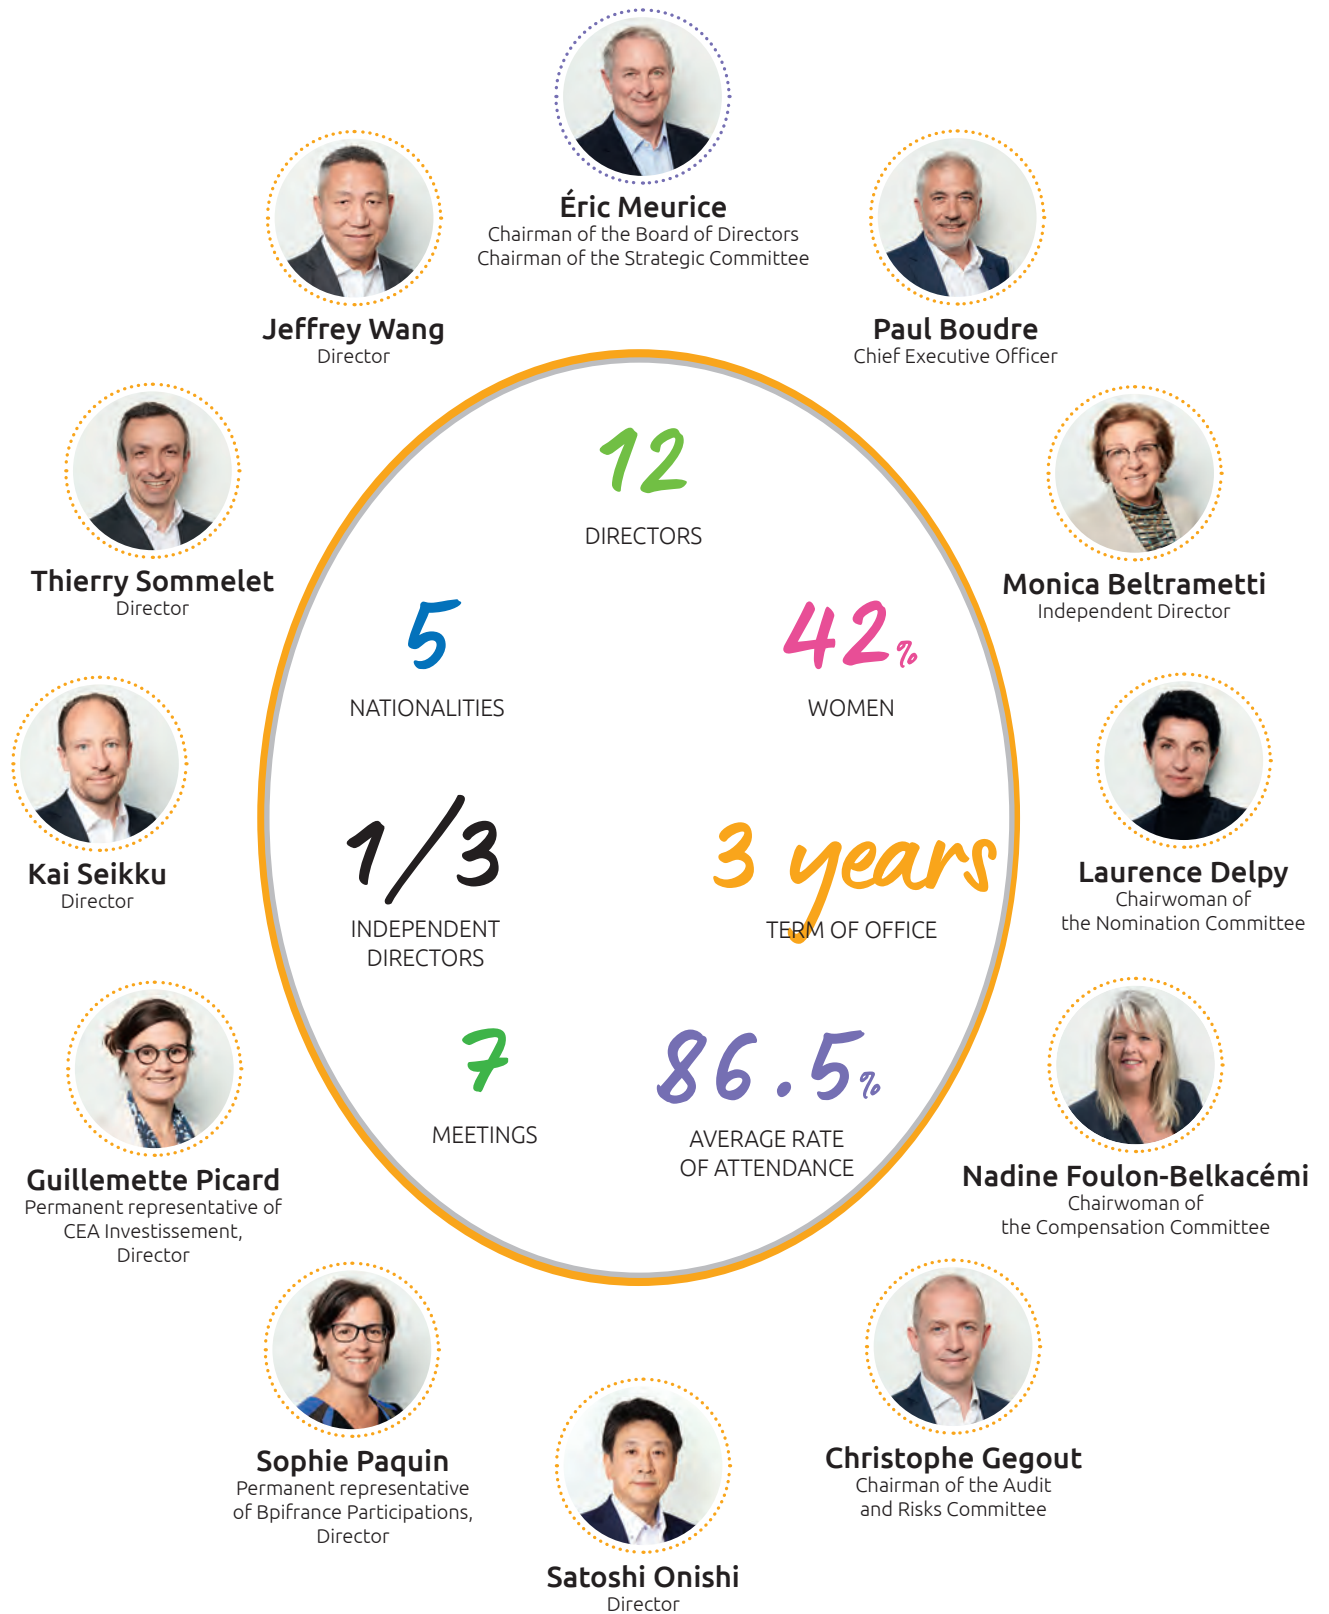 Éric Meurice
Chairman of the Board of Directors
Chairman of the Strategic Committee
Jeffrey Wang
Director
Paul Boudre
Chief Executive Officer
Thierry Sommelet
Director
Monica Beltrametti
Independent Director
Kai Seikku
Director
Laurence Delpy
Chairwoman of
the Nomination Committee
Guillemette Picard
Permanent representative of
CEA Investissement,
Director
Nadine Foulon-Belkacémi
Chairwoman of
the Compensation Committee
Sophie Paquin
Permanent representative
of Bpifrance Participations,
Director
Christophe Gegout
Chairman of the Audit
and Risks Committee
Satoshi Onishi
Director
12
DIRECTORS
5
NATIONALITIES
42%
WOMEN
1/3
INDEPENDENT
DIRECTORS
3 years
TERM OF OFFICE
7
MEETINGS
86.5%
AVERAGE RATE
OF ATTENDANCE